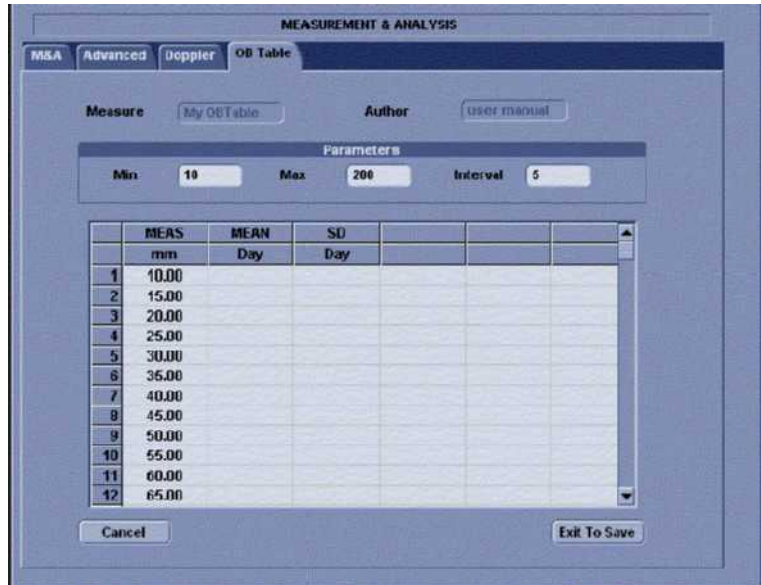 MEASUREMENT & ANALYSIS
M&A Advanced Doppler OB Table
Measure My OBTable Author user manual
Parameters
Min 10 Max 200 Interval 5
MEAS MEAN SD
mm Day Day
1 10.00
2 15.00
3 20.00
4 25.00
5 30.00
6 35.00
7 40.00
8 45.00
9 50.00
10 55.00
11 60.00
12 65.00
Cancel Exit To Save